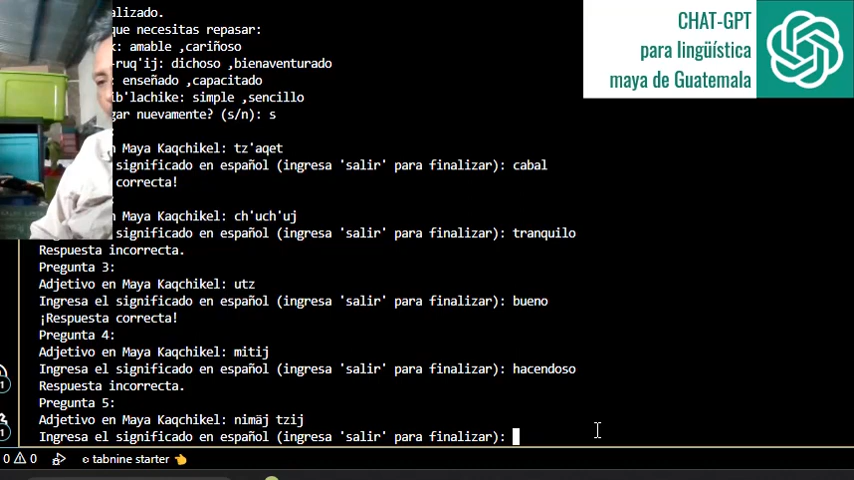 alizado.
que necesitas repasar:
: amable ,cariñoso
-ruq'ij: dichoso ,bienaventurado
: enseñado ,capacitado
ib'lachike: simple ,sencillo
gar nuevamente? (s/n): s
:
en Maya Kaqchikel: tz'aqet
significado en español (ingresa 'salir' para finalizar): cabal
correcta!
:
en Maya Kaqchikel: ch'uch'uj
significado en español (ingresa 'salir' para finalizar): tranquilo
Respuesta incorrecta.
Pregunta 3:
Adjetivo en Maya Kaqchikel: utz
Ingresa el significado en español (ingresa 'salir' para finalizar): bueno
¡Respuesta correcta!
Pregunta 4:
Adjetivo en Maya Kaqchikel: mitij
Ingresa el significado en español (ingresa 'salir' para finalizar): hacendoso
Respuesta incorrecta.
Pregunta 5:
Adjetivo en Maya Kaqchikel: nimäj tzij
Ingresa el significado en español (ingresa 'salir' para finalizar):
0 0 tabnine starter
CHAT-GPT
para lingüística
maya de Guatemala